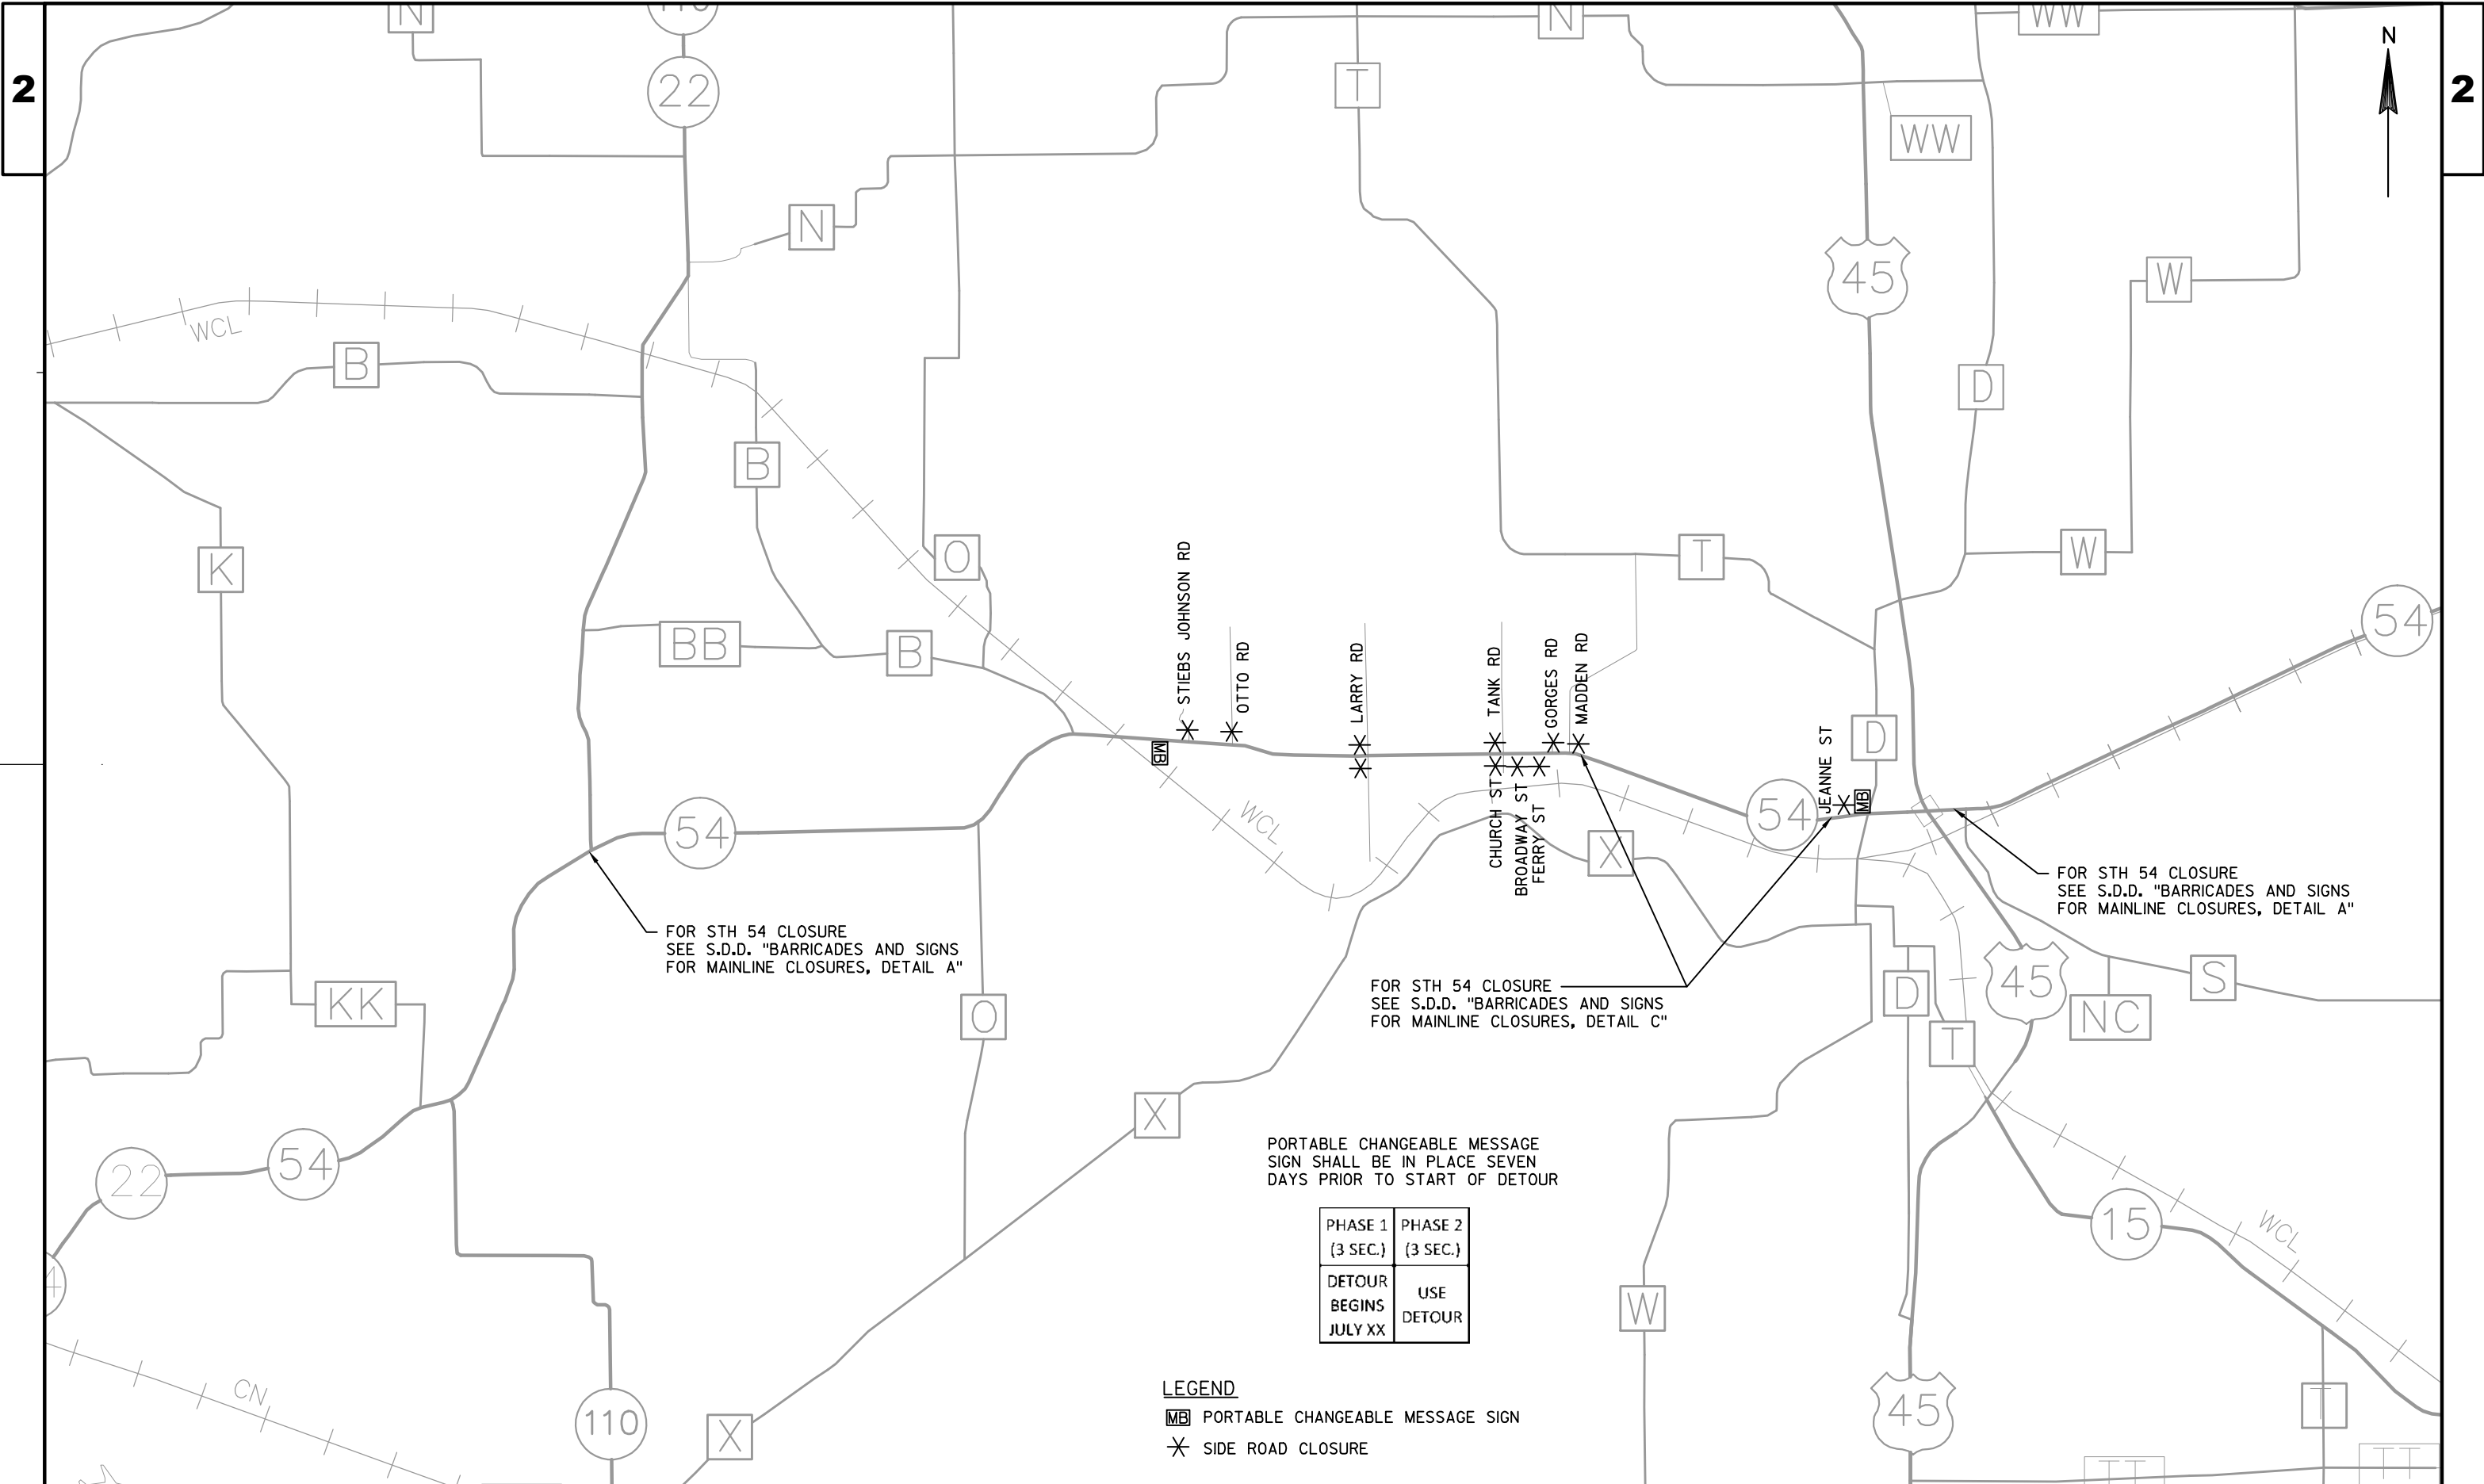 2
N
22
T
N
WW
N
2
WW
N
45
W
WCL
B
D
B
K
O
T
W
STIEBS JOHNSON RD
OTTO RD
LARRY RD
TANK RD
GORGES RD
MADDEN RD
54
BB
B
MB
JEANNE ST
D
54
WCL
CHURCH ST
BROADWAY ST
FERRY ST
X
54
MB
FOR STH 54 CLOSURE
SEE S.D.D. "BARRICADES AND SIGNS
FOR MAINLINE CLOSURES, DETAIL A"
FOR STH 54 CLOSURE
SEE S.D.D. "BARRICADES AND SIGNS
FOR MAINLINE CLOSURES, DETAIL A"
FOR STH 54 CLOSURE
SEE S.D.D. "BARRICADES AND SIGNS
FOR MAINLINE CLOSURES, DETAIL C"
KK
O
D
45
S
NC
T
X
22
54
PORTABLE CHANGEABLE MESSAGE
SIGN SHALL BE IN PLACE SEVEN
DAYS PRIOR TO START OF DETOUR
PHASE 1
(3 SEC.)
PHASE 2
(3 SEC.)
DETOUR
BEGINS
JULY XX
USE
DETOUR
15
WCL
W
CN
110
X
LEGEND
MB PORTABLE CHANGEABLE MESSAGE SIGN
SIDE ROAD CLOSURE
45
T
TT
TT